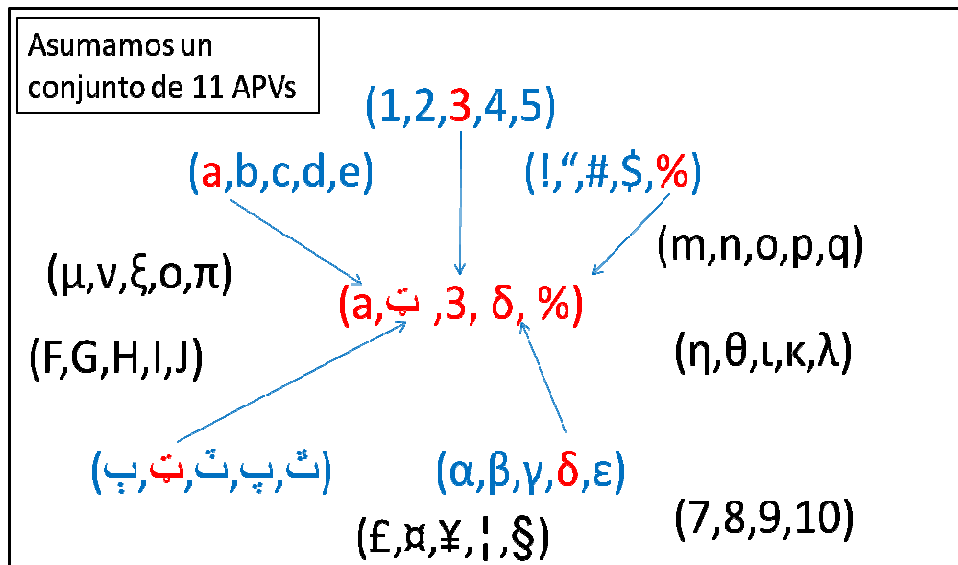 Asumamos un
conjunto de 11 APVs
(1,2,3,4,5)
(a,b,c,d,e)
(!,“,#,$,%)
(m,n,o,p,q)
(μ,ν,ξ,ο,π)
(a,ټ ,3, δ, %)
(F,G,H,I,J)
(η,θ,ι,κ,λ)
(ٻ,ټ,ٽ,پ,ٿ)
(α,β,γ,δ,ε)
(7,8,9,10)
(£,¤,¥,¦,§)